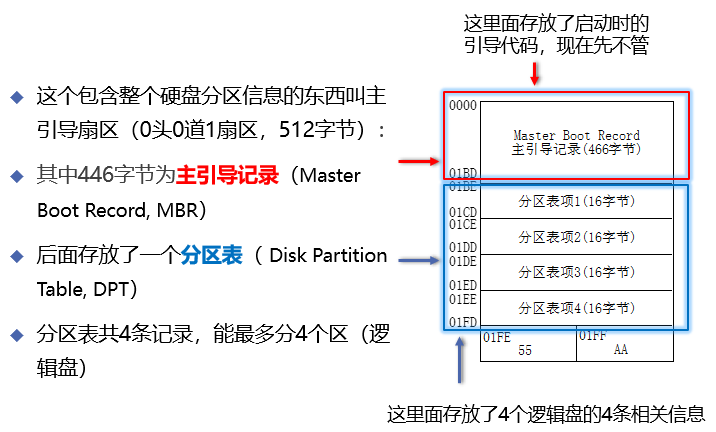 这里面存放了启动时的
引导代码，现在先不管
◆ 这个包含整个硬盘分区信息的东西叫主
引导扇区（0头0道1扇区，512字节）：
◆ 其中446字节为主引导记录（Master
Boot Record, MBR）
◆ 后面存放了一个分区表（ Disk Partition
Table, DPT）
◆ 分区表共4条记录，能最多分4个区（逻
辑盘）
0000
Master Boot Record
主引导记录(466字节)
01BD
01BE
分区表项1(16字节)
01CD
01CE
分区表项2(16字节)
01DD
01DE
分区表项3(16字节)
01ED
01EE
分区表项4(16字节)
01FD
01FE 01FF
55 AA
这里面存放了4个逻辑盘的4条相关信息